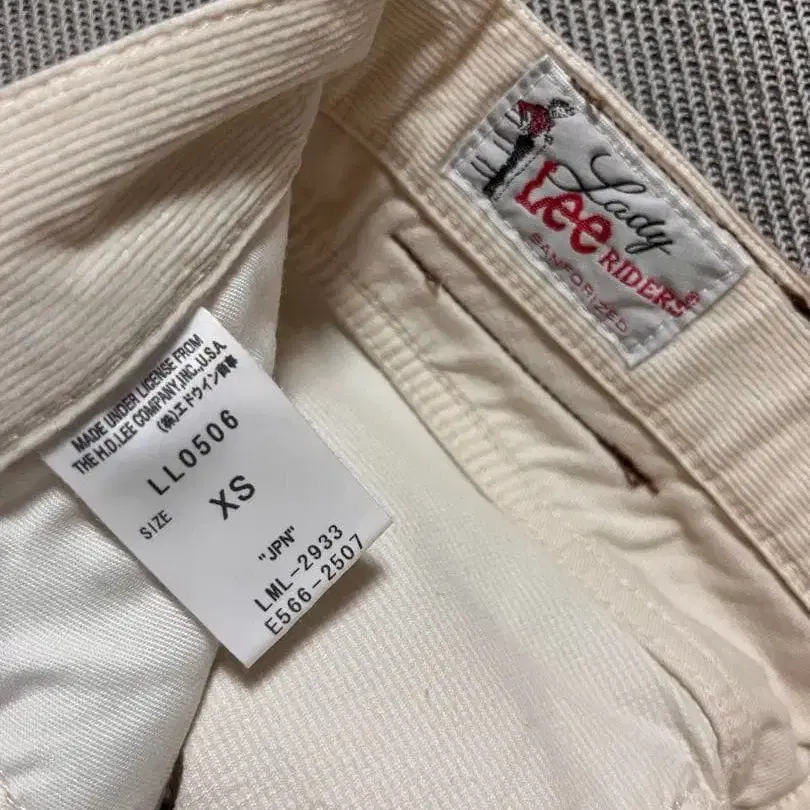 Lady
Lee RIDERS®
SANFORIZED
MADE UNDER LICENSE FROM
THE H.D.LEE COMPANY,INC.,U.S.A.
(株)エドウイン商事
LL0506
SIZE XS
"JPN"
LML-2933
E566-2507